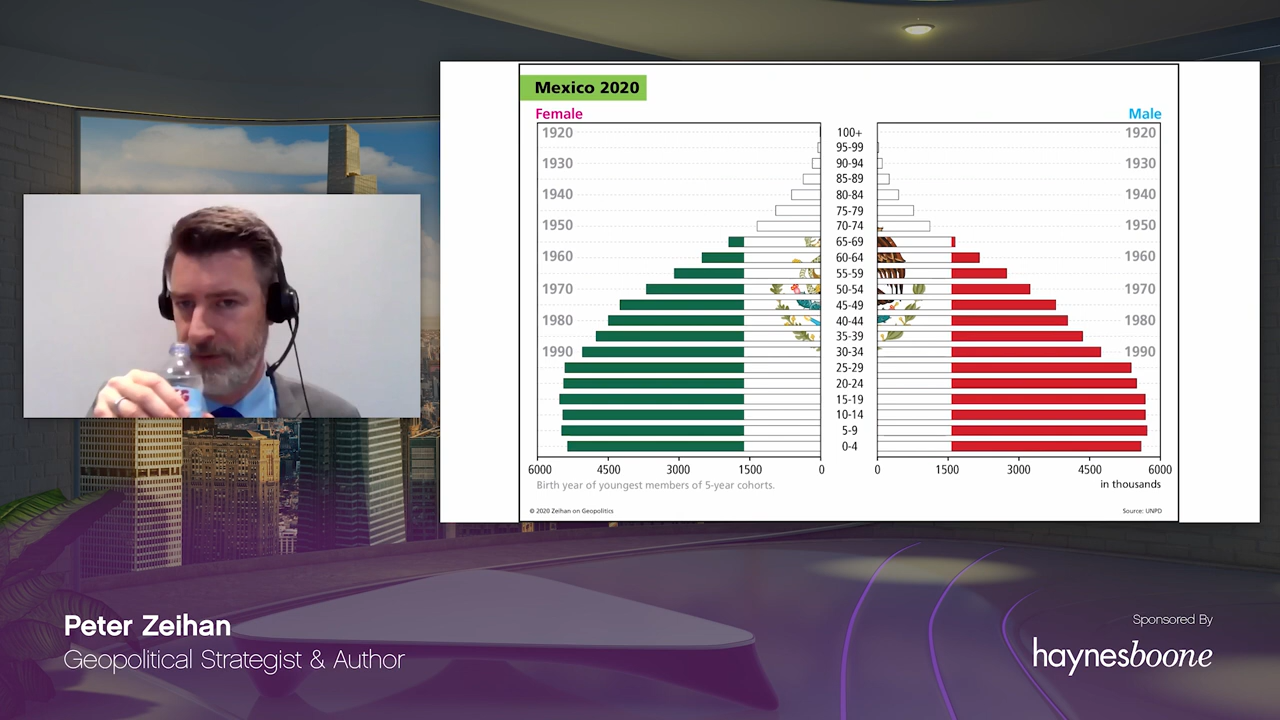 Mexico 2020
Female
Male
1920 100+ 1920
95-99
1930 90-94 1930
85-89
1940 80-84 1940
75-79
1950 70-74 1950
65-69
1960 60-64 1960
55-59
1970 50-54 1970
45-49
1980 40-44 1980
35-39
1990 30-34 1990
25-29
20-24
15-19
10-14
5-9
0-4
6000 4500 3000 1500 0 0 1500 3000 4500 6000
Birth year of youngest members of 5-year cohorts.
in thousands
© 2020 Zeihan on Geopolitics
Source: UNPD
Peter Zeihan
Geopolitical Strategist & Author
Sponsored By
haynesboone